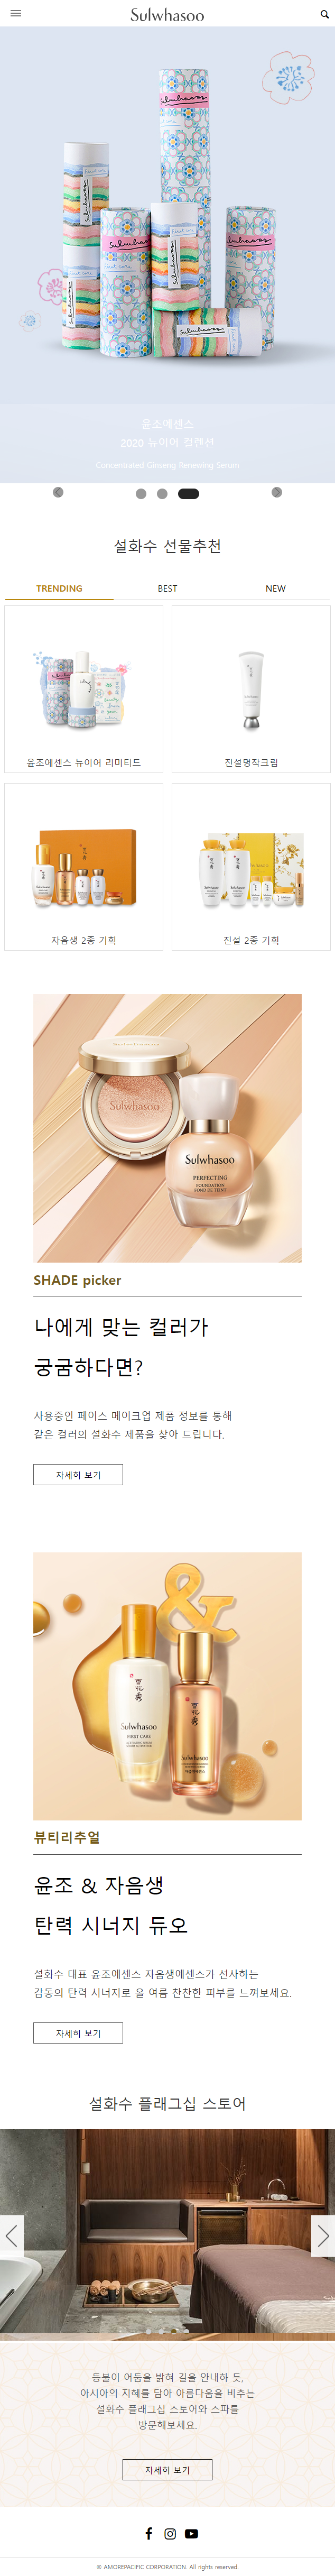 Sulwhasoo
윤조에센스
2020 뉴이어 컬렉션
Concentrated Ginseng Renewing Serum
설화수 선물추천
TRENDING BEST NEW
윤조에센스 뉴이어 리미티드
진설명작크림
자음생 2종 기획
진설 2종 기획
Sulwhasoo
Sulwhasoo
PERFECTING
FOUNDATION
FOND DE TEINT
SHADE picker
나에게 맞는 컬러가
궁굼하다면?
사용중인 페이스 메이크업 제품 정보를 통해
같은 컬러의 설화수 제품을 찾아 드립니다.
자세히 보기
&
Sulwhasoo
FIRST CARE
Sulwhasoo
뷰티리추얼
윤조 & 자음생
탄력 시너지 듀오
설화수 대표 윤조에센스 자음생에센스가 선사하는
감동의 탄력 시너지로 올 여름 찬찬한 피부를 느껴보세요.
자세히 보기
설화수 플래그십 스토어
등불이 어둠을 밝혀 길을 안내하 듯,
아시아의 지혜를 담아 아름다움을 비추는
설화수 플래그십 스토어와 스파를
방문해보세요.
자세히 보기
© AMOREPACIFIC CORPORATION. All rights reserved.